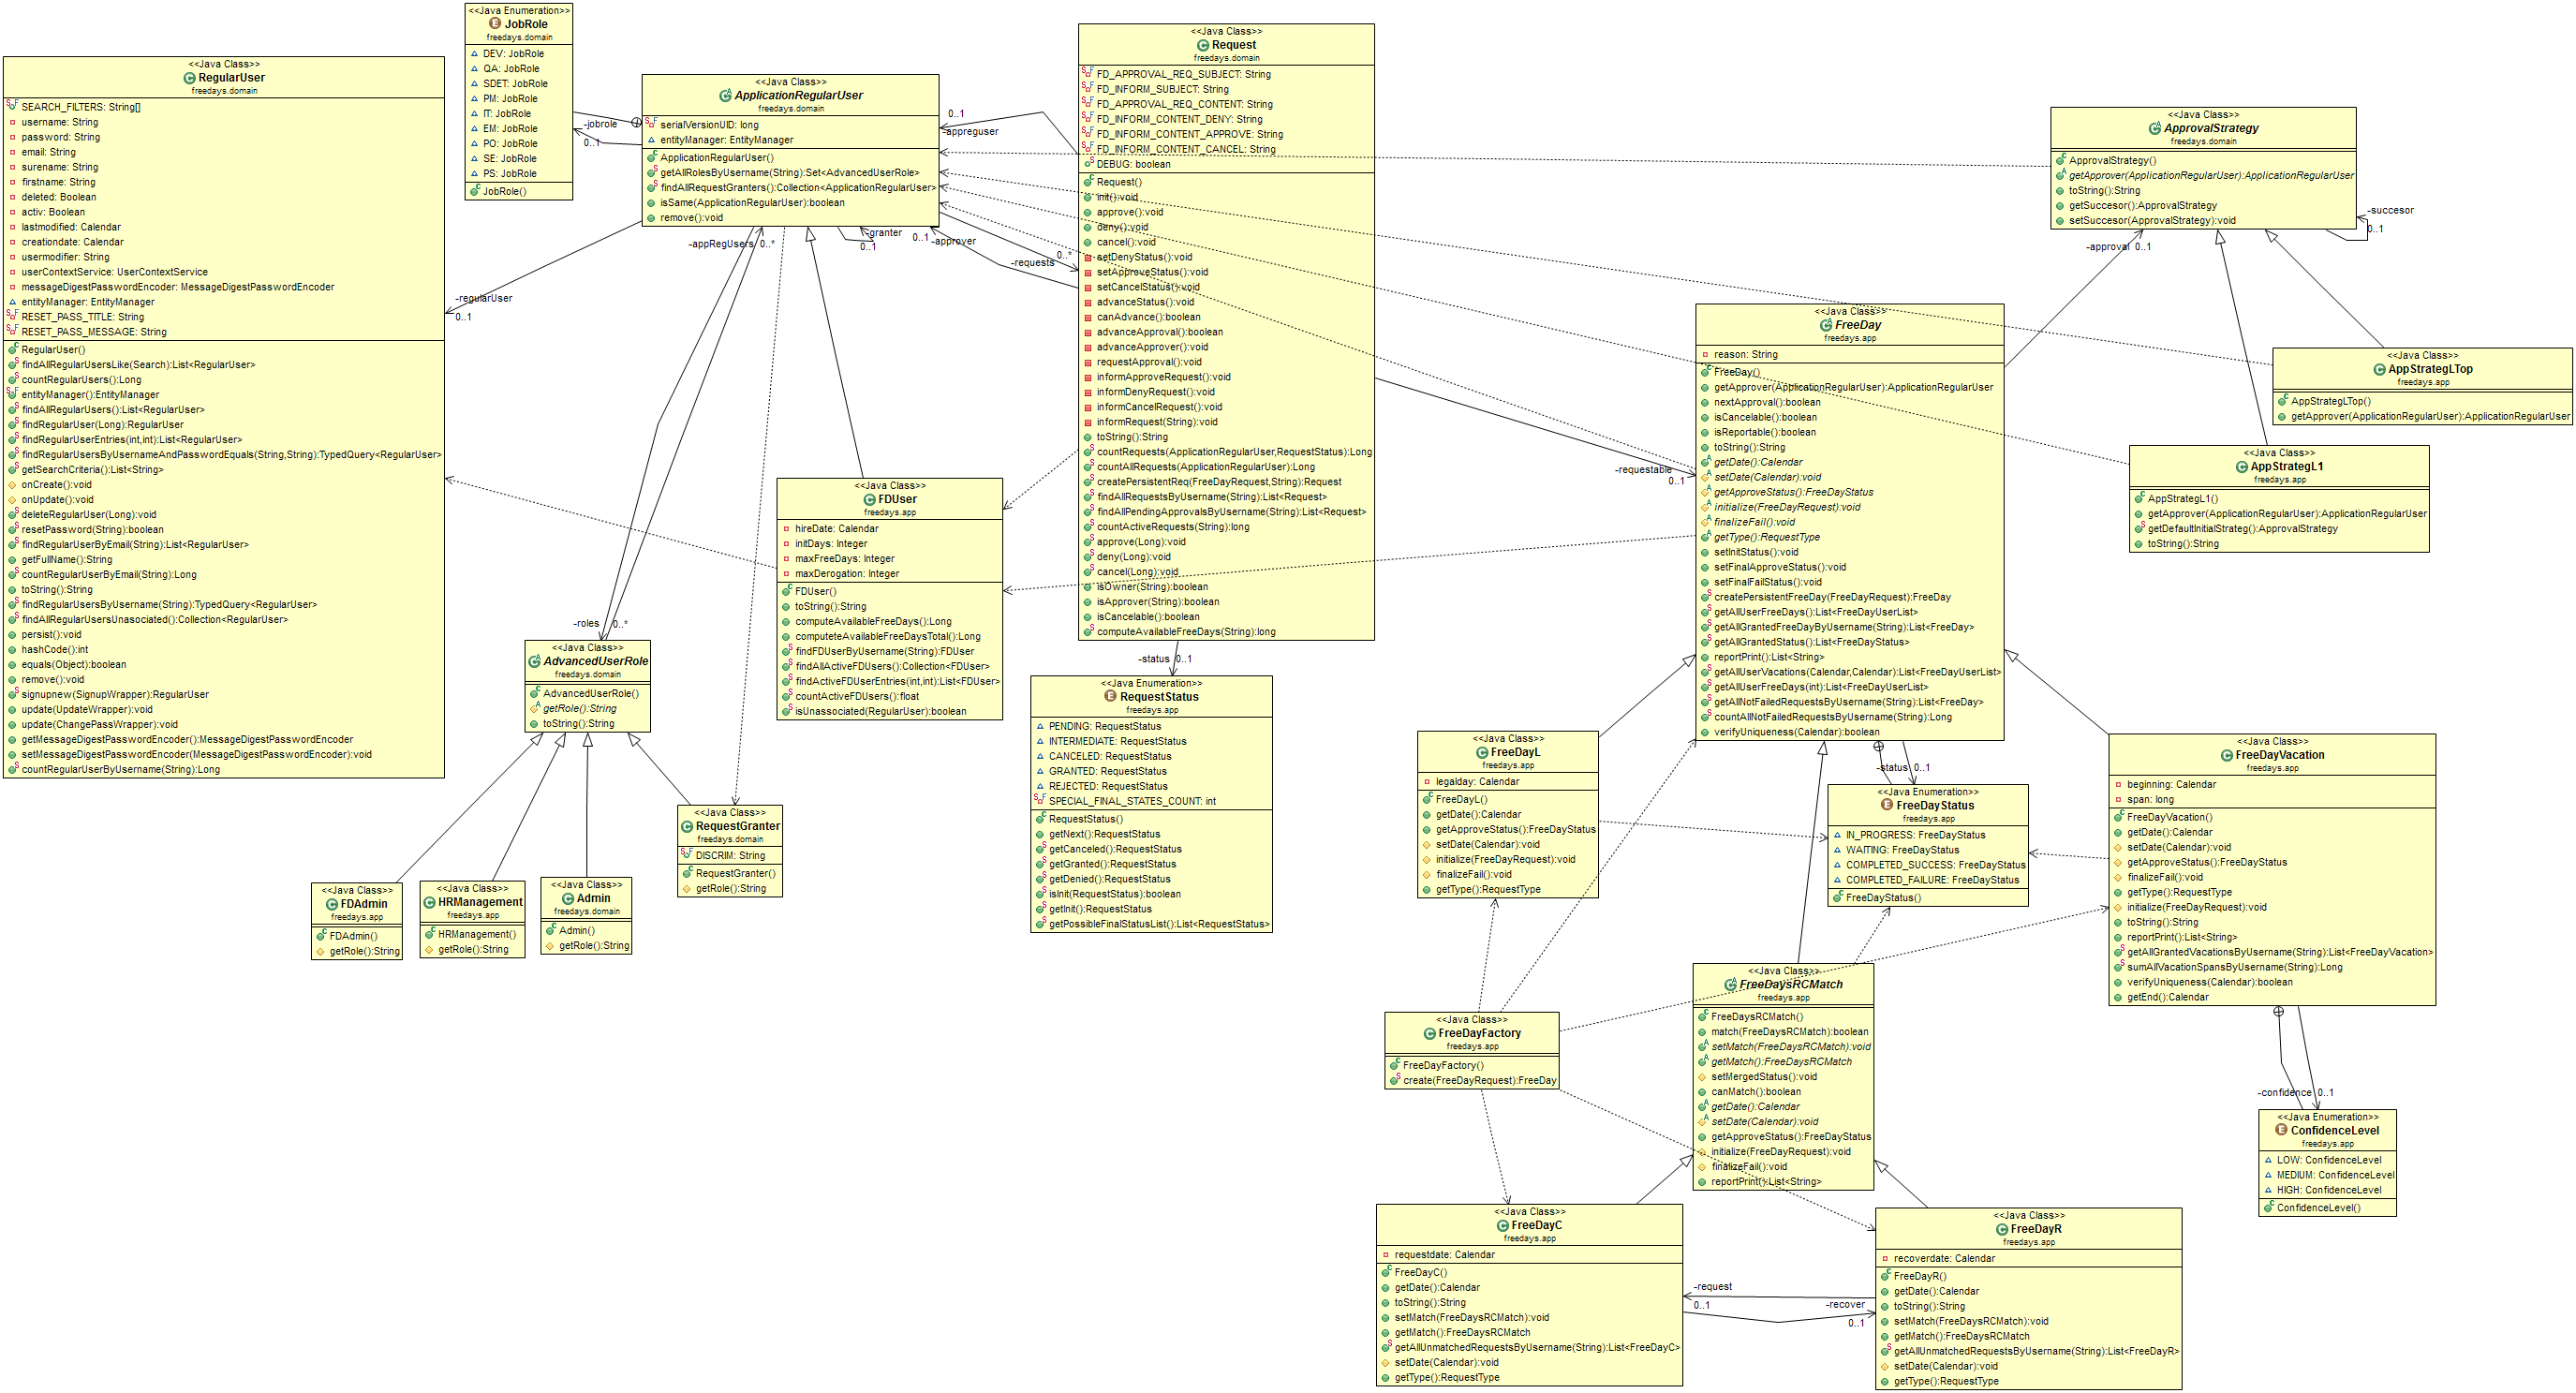 <<Java Class>>
RegularUser
freedays.domain
SEARCH_FILTERS: String[]
username: String
password: String
email: String
surename: String
firstname: String
deleted: Boolean
activ: Boolean
lastmodified: Calendar
creationdate: Calendar
usermodifier: String
userContextService: UserContextService
messageDigestPasswordEncoder: MessageDigestPasswordEncoder
entityManager: EntityManager
RESET_PASS_TITLE: String
RESET_PASS_MESSAGE: String
RegularUser()
findAllRegularUsersLike(Search):List<RegularUser>
countRegularUsers():Long
entityManager():EntityManager
findAllRegularUsers():List<RegularUser>
findRegularUser(Long):RegularUser
findRegularUserEntries(int,int):List<RegularUser>
findRegularUsersByUsernameAndPasswordEquals(String,String):TypedQuery<RegularUser>
getSearchCriteria():List<String>
onCreate():void
onUpdate():void
deleteRegularUser(Long):void
resetPassword(String):boolean
findRegularUserByEmail(String):List<RegularUser>
getFullName():String
countRegularUserByEmail(String):Long
toString():String
findRegularUsersByUsername(String):TypedQuery<RegularUser>
findAllRegularUsersUnasociated():Collection<RegularUser>
persist():void
hashCode():int
equals(Object):boolean
remove():void
signupnew(SignupWrapper):RegularUser
update(UpdateWrapper):void
update(ChangePassWrapper):void
getMessageDigestPasswordEncoder():MessageDigestPasswordEncoder
setMessageDigestPasswordEncoder(MessageDigestPasswordEncoder):void
countRegularUserByUsername(String):Long
<<Java Enumeration>>
JobRole
freedays.domain
DEV: JobRole
QA: JobRole
SDET: JobRole
PM: JobRole
IT: JobRole
EM: JobRole
PO: JobRole
SE: JobRole
PS: JobRole
JobRole()
-jobrole
0..1
<<Java Class>>
ApplicationRegularUser
freedays.domain
serialVersionUID: long
entityManager: EntityManager
ApplicationRegularUser()
getAllRolesByUsername(String):Set<AdvancedUserRole>
findAllRequestGranters():Collection<ApplicationRegularUser>
isSame(ApplicationRegularUser):boolean
remove():void
0..1
-appreguser
-regularUser
0..1
-appRegUsers 0..*
-granter
0..1
0..1
-approver
-requests
0..*
<<Java Class>>
Request
freedays.domain
FD_APPROVAL_REQ_SUBJECT: String
FD_INFORM_SUBJECT: String
FD_APPROVAL_REQ_CONTENT: String
FD_INFORM_CONTENT_DENY: String
FD_INFORM_CONTENT_APPROVE: String
FD_INFORM_CONTENT_CANCEL: String
DEBUG: boolean
Request()
init():void
approve():void
deny():void
cancel():void
setDenyStatus():void
setApproveStatus():void
setCancelStatus():void
advanceStatus():void
canAdvance():boolean
advanceApproval():boolean
advanceApprover():void
requestApproval():void
informApproveRequest():void
informDenyRequest():void
informCancelRequest():void
informRequest(String):void
toString():String
countRequests(ApplicationRegularUser,RequestStatus):Long
countAllRequests(ApplicationRegularUser):Long
createPersistentReq(FreeDayRequest,String):Request
findAllRequestsByUsername(String):List<Request>
findAllPendingApprovalsByUsername(String):List<Request>
countActiveRequests(String):long
approve(Long):void
deny(Long):void
cancel(Long):void
isOwner(String):boolean
isApprover(String):boolean
isCancelable():boolean
computeAvailableFreeDays(String):long
-status 0..1
<<Java Enumeration>>
RequestStatus
freedays.app
PENDING: RequestStatus
INTERMEDIATE: RequestStatus
CANCELED: RequestStatus
GRANTED: RequestStatus
REJECTED: RequestStatus
SPECIAL_FINAL_STATES_COUNT: int
RequestStatus()
getNext():RequestStatus
getCanceled():RequestStatus
getGranted():RequestStatus
getDenied():RequestStatus
isInit(RequestStatus):boolean
getInit():RequestStatus
getPossibleFinalStatusList():List<RequestStatus>
<<Java Class>>
FDUser
freedays.app
hireDate: Calendar
initDays: Integer
maxFreeDays: Integer
maxDerogation: Integer
FDUser()
toString():String
computeAvailableFreeDays():Long
computeteAvailableFreeDaysTotal():Long
findFDUserByUsername(String):FDUser
findAllActiveFDUsers():Collection<FDUser>
findActiveFDUserEntries(int,int):List<FDUser>
countActiveFDUsers():float
isUnassociated(RegularUser):boolean
-roles 0..*
<<Java Class>>
AdvancedUserRole
freedays.domain
AdvancedUserRole()
getRole():String
toString():String
<<Java Class>>
RequestGranter
freedays.domain
DISCRIM: String
RequestGranter()
getRole():String
<<Java Class>>
FDAdmin
freedays.app
FDAdmin()
getRole():String
<<Java Class>>
HRManagement
freedays.app
HRManagement()
getRole():String
<<Java Class>>
Admin
freedays.domain
Admin()
getRole():String
<<Java Class>>
ApprovalStrategy
freedays.domain
ApprovalStrategy()
getApprover(ApplicationRegularUser):ApplicationRegularUser
toString():String
getSuccesor():ApprovalStrategy
setSuccesor(ApprovalStrategy):void
-succesor
0..1
-approval 0..1
<<Java Class>>
AppStrategLTop
freedays.app
AppStrategLTop()
getApprover(ApplicationRegularUser):ApplicationRegularUser
<<Java Class>>
AppStrategL1
freedays.app
AppStrategL1()
getApprover(ApplicationRegularUser):ApplicationRegularUser
getDefaultInitialStrateg():ApprovalStrategy
toString():String
-requestable
0..1
<<Java Class>>
FreeDay
freedays.app
reason: String
FreeDay()
getApprover(ApplicationRegularUser):ApplicationRegularUser
nextApproval():boolean
isCancelable():boolean
isReportable():boolean
toString():String
getDate():Calendar
setDate(Calendar):void
getApproveStatus():FreeDayStatus
initialize(FreeDayRequest):void
finalizeFail():void
getType():RequestType
setInitStatus():void
setFinalApproveStatus():void
setFinalFailStatus():void
createPersistentFreeDay(FreeDayRequest):FreeDay
getAllUserFreeDays():List<FreeDayUserList>
getAllGrantedFreeDayByUsername(String):List<FreeDay>
getAllGrantedStatus():List<FreeDayStatus>
reportPrint():List<String>
getAllUserVacations(Calendar,Calendar):List<FreeDayUserList>
getAllUserFreeDays(int):List<FreeDayUserList>
getAllNotFailedRequestsByUsername(String):List<FreeDay>
countAllNotFailedRequestsByUsername(String):Long
verifyUniqueness(Calendar):boolean
-status 0..1
<<Java Class>>
FreeDayL
freedays.app
legalday: Calendar
FreeDayL()
getDate():Calendar
getApproveStatus():FreeDayStatus
setDate(Calendar):void
initialize(FreeDayRequest):void
finalizeFail():void
getType():RequestType
<<Java Enumeration>>
FreeDayStatus
freedays.app
IN_PROGRESS: FreeDayStatus
WAITING: FreeDayStatus
COMPLETED_SUCCESS: FreeDayStatus
COMPLETED_FAILURE: FreeDayStatus
FreeDayStatus()
<<Java Class>>
FreeDayVacation
freedays.app
beginning: Calendar
span: long
FreeDayVacation()
getDate():Calendar
setDate(Calendar):void
getApproveStatus():FreeDayStatus
finalizeFail():void
getType():RequestType
initialize(FreeDayRequest):void
toString():String
reportPrint():List<String>
getAllGrantedVacationsByUsername(String):List<FreeDayVacation>
sumAllVacationSpansByUsername(String):Long
verifyUniqueness(Calendar):boolean
getEnd():Calendar
-confidence 0..1
<<Java Enumeration>>
ConfidenceLevel
freedays.app
LOW: ConfidenceLevel
MEDIUM: ConfidenceLevel
HIGH: ConfidenceLevel
ConfidenceLevel()
<<Java Class>>
FreeDayFactory
freedays.app
FreeDayFactory()
create(FreeDayRequest):FreeDay
<<Java Class>>
FreeDaysRCMatch
freedays.app
FreeDaysRCMatch()
match(FreeDaysRCMatch):boolean
setMatch(FreeDaysRCMatch):void
getMatch():FreeDaysRCMatch
setMergedStatus():void
canMatch():boolean
getDate():Calendar
setDate(Calendar):void
getApproveStatus():FreeDayStatus
initialize(FreeDayRequest):void
finalizeFail():void
reportPrint():List<String>
<<Java Class>>
FreeDayC
freedays.app
requestdate: Calendar
FreeDayC()
getDate():Calendar
toString():String
setMatch(FreeDaysRCMatch):void
getMatch():FreeDaysRCMatch
getAllUnmatchedRequestsByUsername(String):List<FreeDayC>
setDate(Calendar):void
getType():RequestType
-request
0..1
-recover
0..1
<<Java Class>>
FreeDayR
freedays.app
recoverdate: Calendar
FreeDayR()
getDate():Calendar
toString():String
setMatch(FreeDaysRCMatch):void
getMatch():FreeDaysRCMatch
getAllUnmatchedRequestsByUsername(String):List<FreeDayR>
setDate(Calendar):void
getType():RequestType